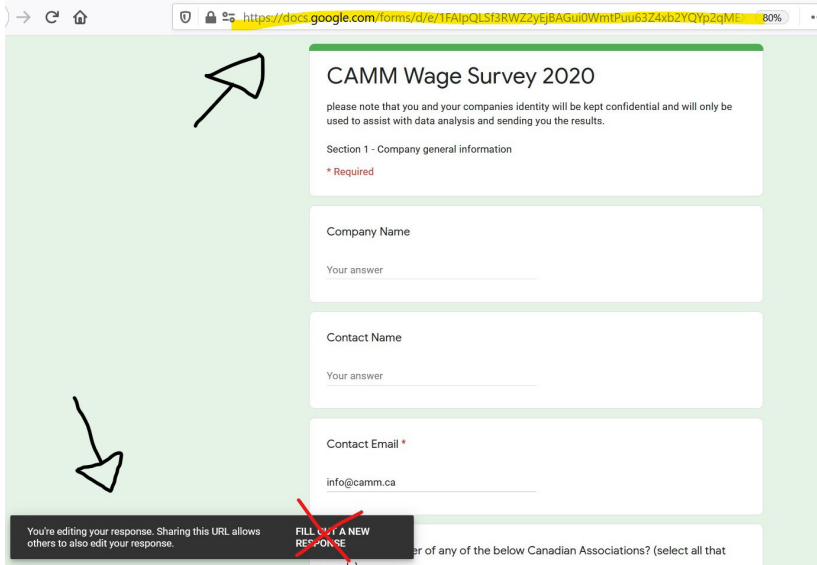 https://docs.google.com/forms/d/e/1FAIpQLSf3RWZ2yEjBAGui0WmtPuu63Z4xb2YQYp2qME 80%
CAMM Wage Survey 2020
please note that you and your companies identity will be kept confidential and will only be
used to assist with data analysis and sending you the results.
Section 1 - Company general information
* Required
Company Name
Your answer
Contact Name
Your answer
Contact Email *
info@camm.ca
You're editing your response. Sharing this URL allows
others to also edit your response.
FILL OUT A NEW
RESPONSE
er of any of the below Canadian Associations? (select all that